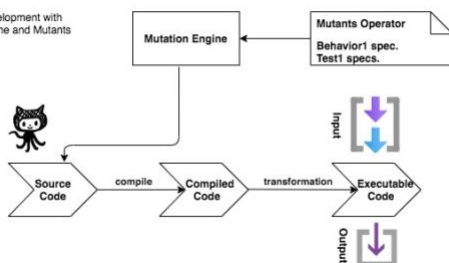 elopment with
ne and Mutants
Mutation Engine
Mutants Operator
Behavior1 spec.
Test1 specs.
Input
Source
Code
compile
Compiled
Code
transformation
Executable
Code
Output